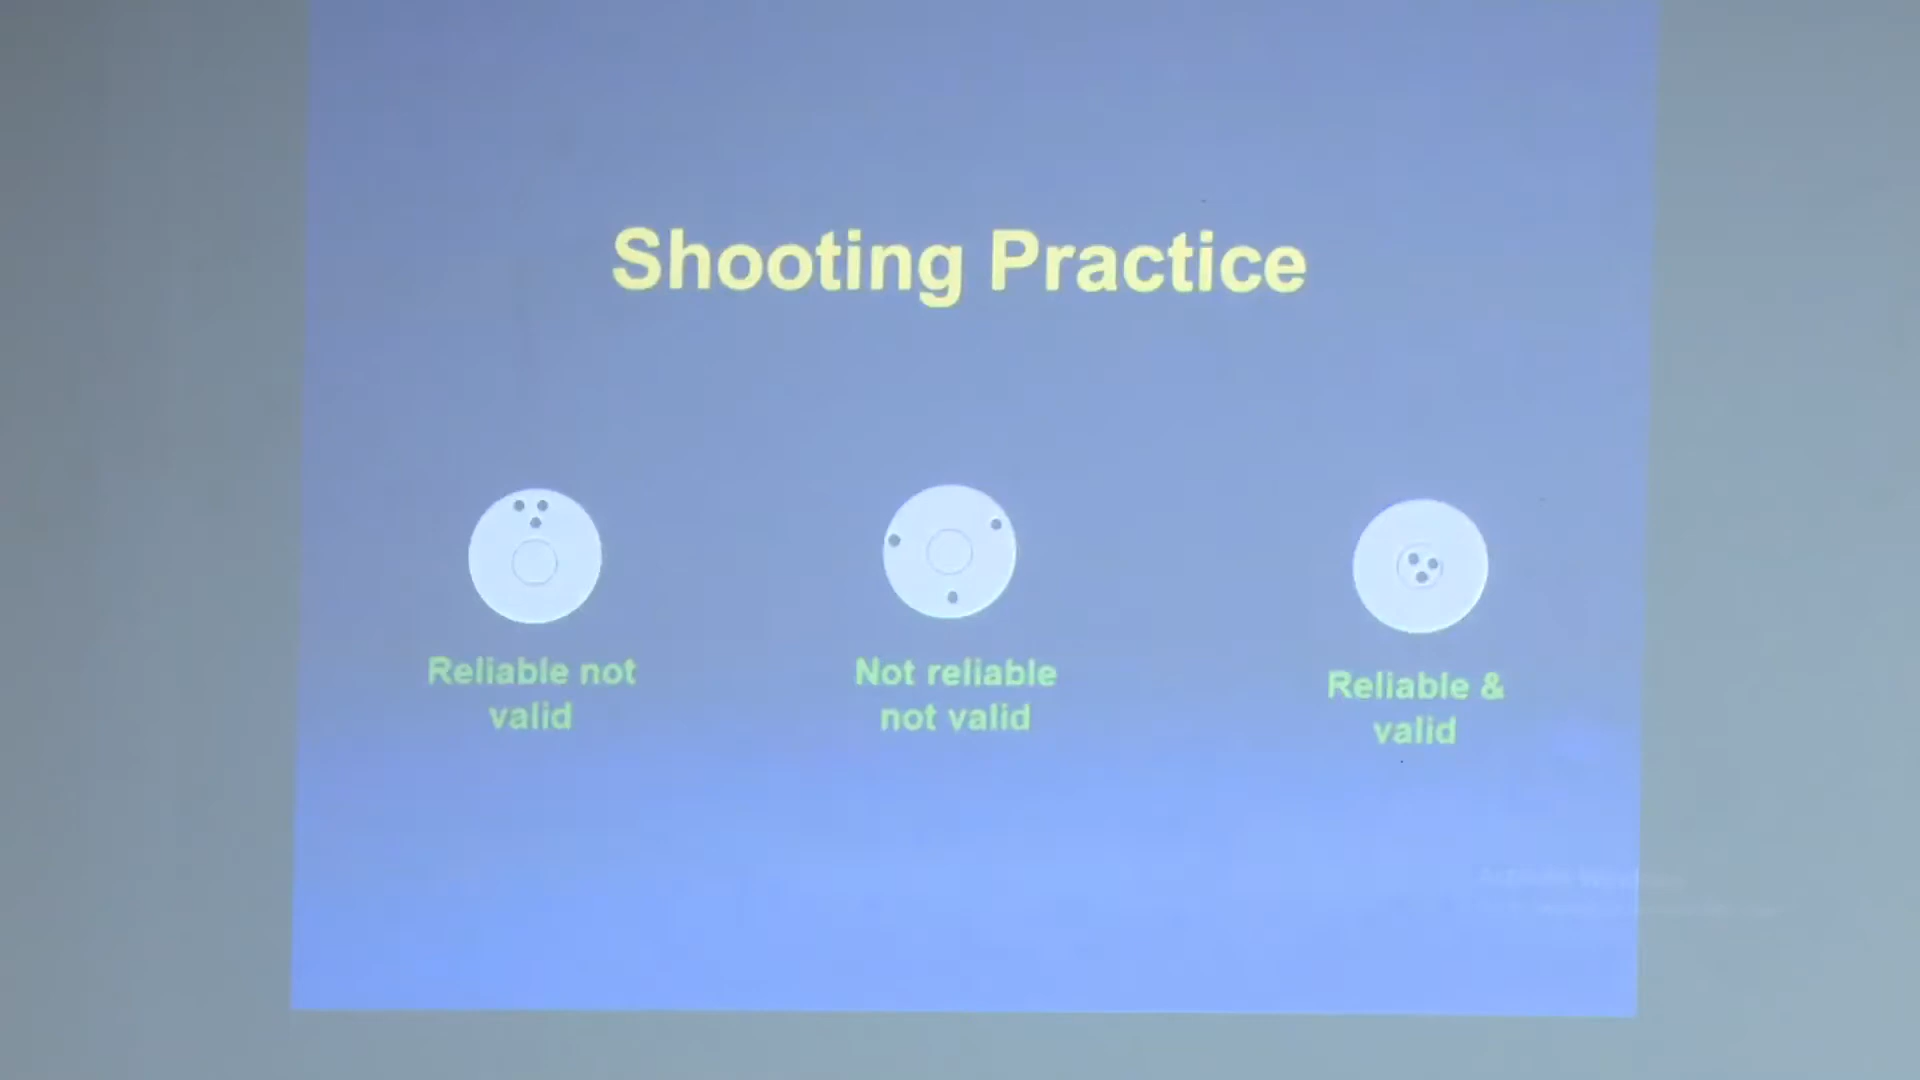 Shooting Practice
Reliable not
valid
Not reliable
not valid
Reliable &
valid